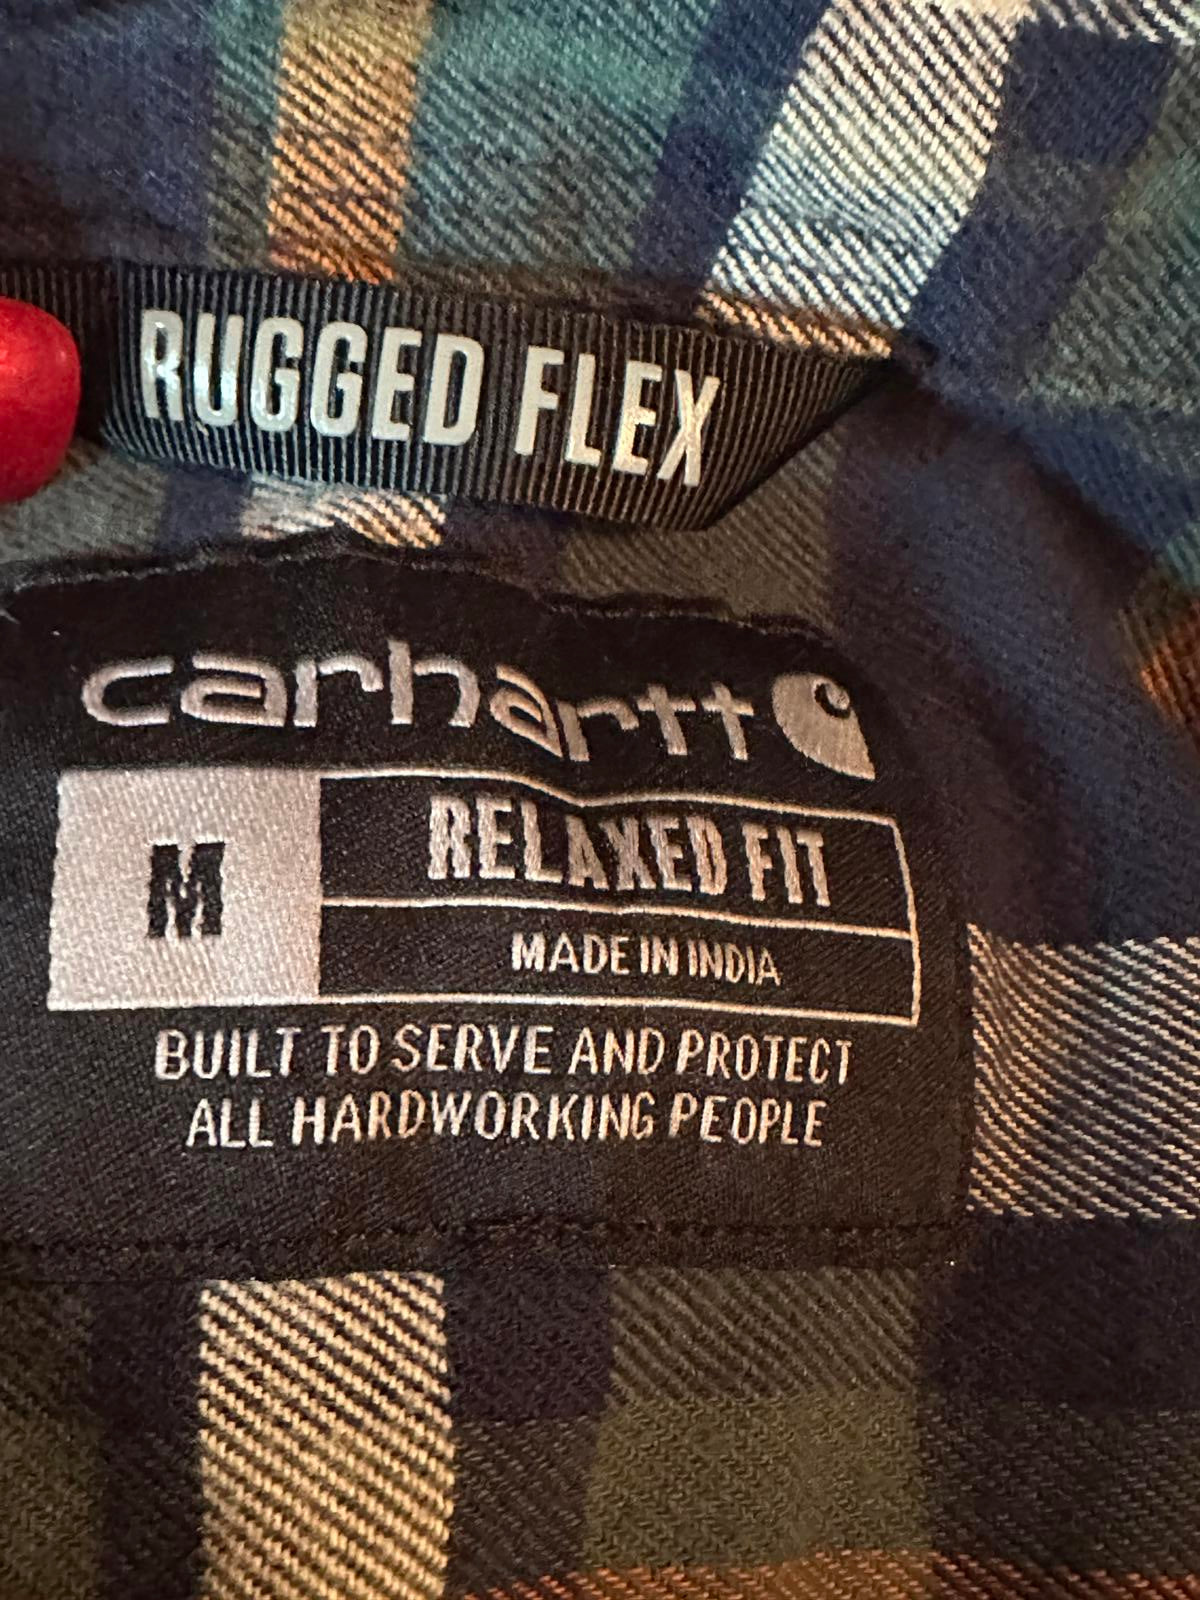 RUGGED FLEX
carhartt
M
RELAXED FIT
MADE IN INDIA
BUILT TO SERVE AND PROTECT
ALL HARDWORKING PEOPLE